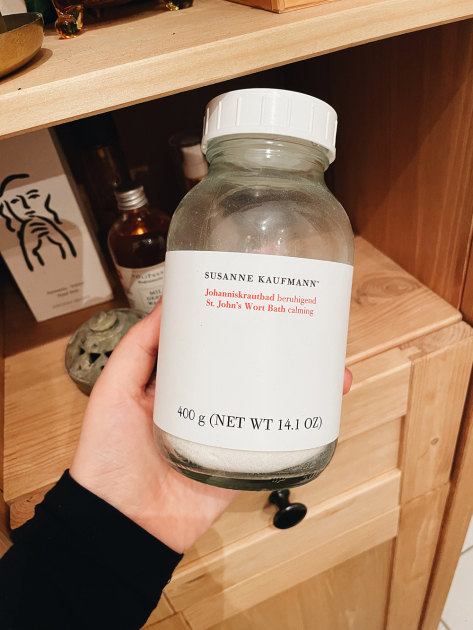 SUSANNE KAUFMANN™
Johanniskrautbad beruhigend
St. John's Wort Bath calming
400 g (NET WT 14.1 OZ)